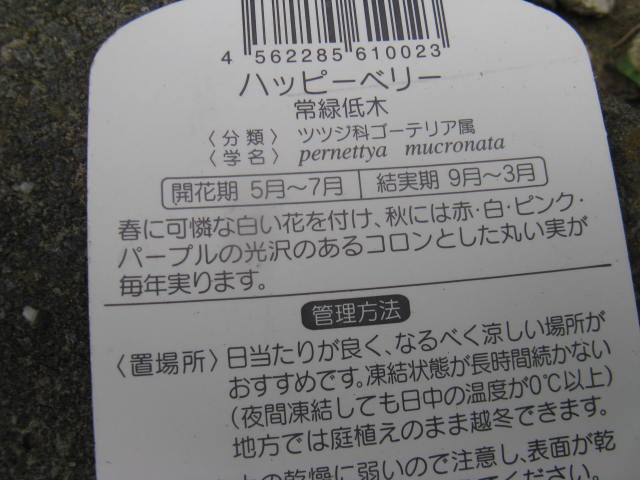 4 562285 610023
ハッピーベリー
常緑低木
〈分類〉 ツツジ科ゴーテリア属
〈学名〉 pernettya mucronata
開花期 5月～7月 結実期 9月～3月
春に可憐な白い花を付け、秋には赤・白・ピンク・
パープルの光沢のあるコロンとした丸い実が
毎年実ります。
管理方法
〈置場所〉 日当たりが良く、なるべく涼しい場所が
おすすめです。凍結状態が長時間続かない
(夜間凍結しても日中の温度が0℃以上)
地方では庭植えのまま越冬できます。
の乾燥に弱いので注意し、表面が乾
ください。